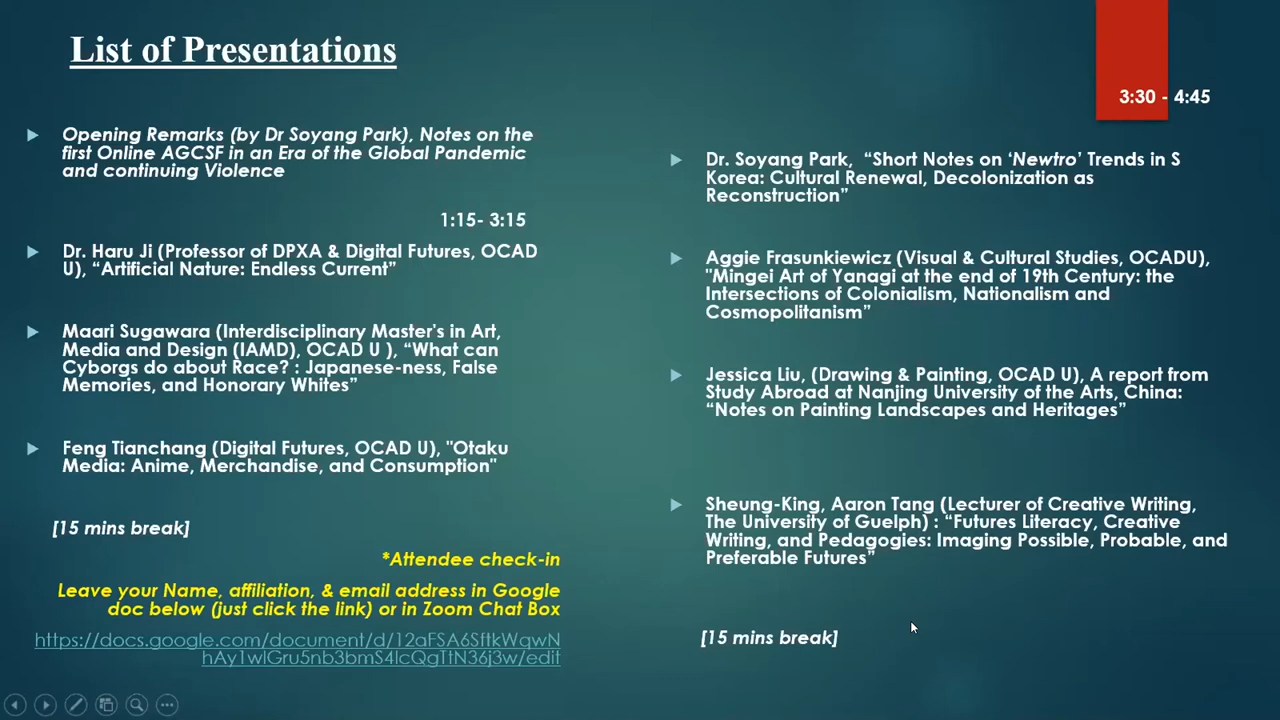 List of Presentations
Opening Remarks (by Dr Soyang Park), Notes on the
first Online AGCSF in an Era of the Global Pandemic
and continuing Violence
1:15- 3:15
Dr. Haru Ji (Professor of DPXA & Digital Futures, OCAD
U), “Artificial Nature: Endless Current”
Maari Sugawara (Interdisciplinary Master's in Art,
Media and Design (IAMD), OCAD U ), “What can
Cyborgs do about Race? : Japanese-ness, False
Memories, and Honorary Whites”
Feng Tianchang (Digital Futures, OCAD U), "Otaku
Media: Anime, Merchandise, and Consumption"
[15 mins break]
*Attendee check-in
Leave your Name, affiliation, & email address in Google
doc below (just click the link) or in Zoom Chat Box
https://docs.google.com/document/d/12aFSA6SftkWqwN
hAy1wlGru5nb3bmS4lcQgTtN36j3w/edit
3:30 - 4:45
Dr. Soyang Park, “Short Notes on ‘Newtro’ Trends in S
Korea: Cultural Renewal, Decolonization as
Reconstruction”
Aggie Frasunkiewicz (Visual & Cultural Studies, OCADU),
"Mingei Art of Yanagi at the end of 19th Century: the
Intersections of Colonialism, Nationalism and
Cosmopolitanism”
Jessica Liu, (Drawing & Painting, OCAD U), A report from
Study Abroad at Nanjing University of the Arts, China:
“Notes on Painting Landscapes and Heritages”
Sheung-King, Aaron Tang (Lecturer of Creative Writing,
The University of Guelph) : “Futures Literacy, Creative
Writing, and Pedagogies: Imaging Possible, Probable, and
Preferable Futures”
[15 mins break]